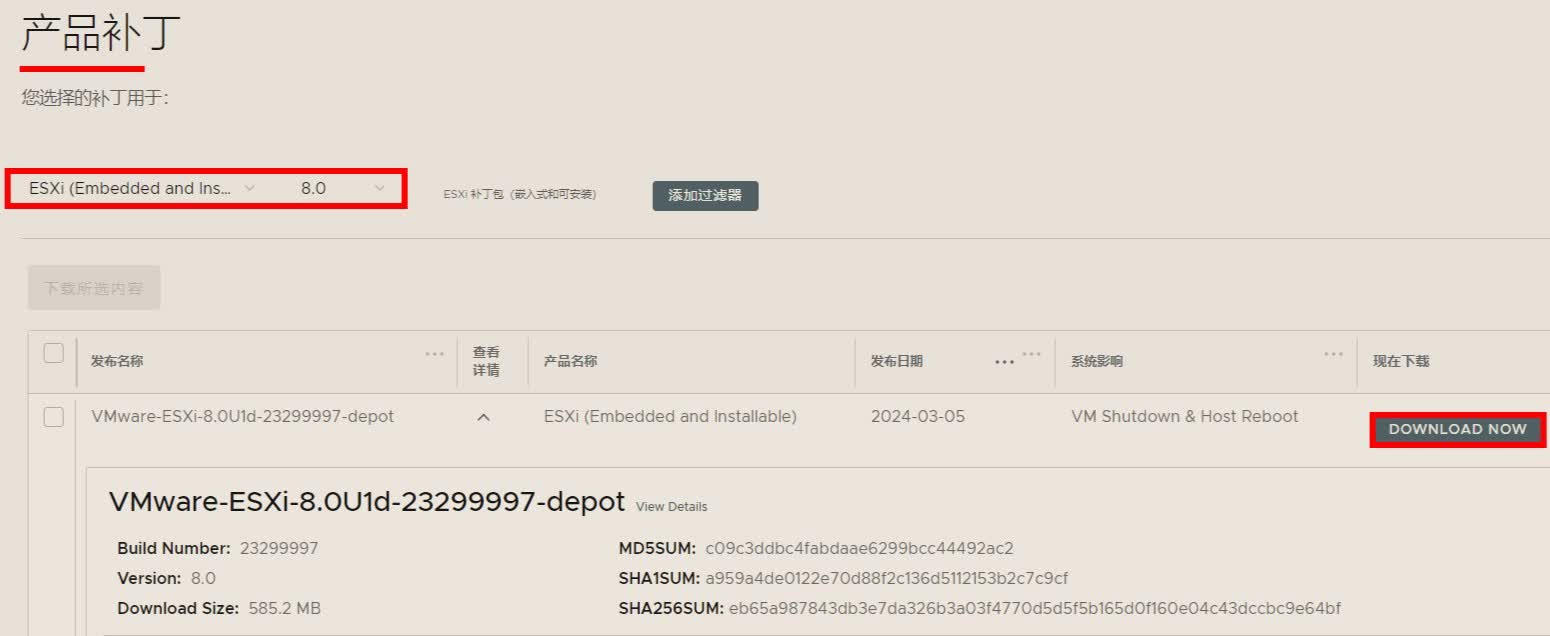 产品补丁
您选择的补丁用于:
ESXi (Embedded and Ins... 8.0 ESXi 补丁包（嵌入式和可安装） 添加过滤器
下载所选内容
发布名称 ... 查看详情 产品名称 发布日期 ... ... 系统影响 ... 现在下载
VMware-ESXi-8.0U1d-23299997-depot ESXi (Embedded and Installable) 2024-03-05 VM Shutdown & Host Reboot DOWNLOAD NOW
VMware-ESXi-8.0U1d-23299997-depot View Details
Build Number: 23299997 MD5SUM: c09c3ddbc4fabdaae6299bcc44492ac2
Version: 8.0 SHA1SUM: a959a4de0122e70d88f2c136d5112153b2c7c9cf
Download Size: 585.2 MB SHA256SUM: eb65a987843db3e7da326b3a03f4770d5d5f5b165d0f160e04c43dccbc9e64bf